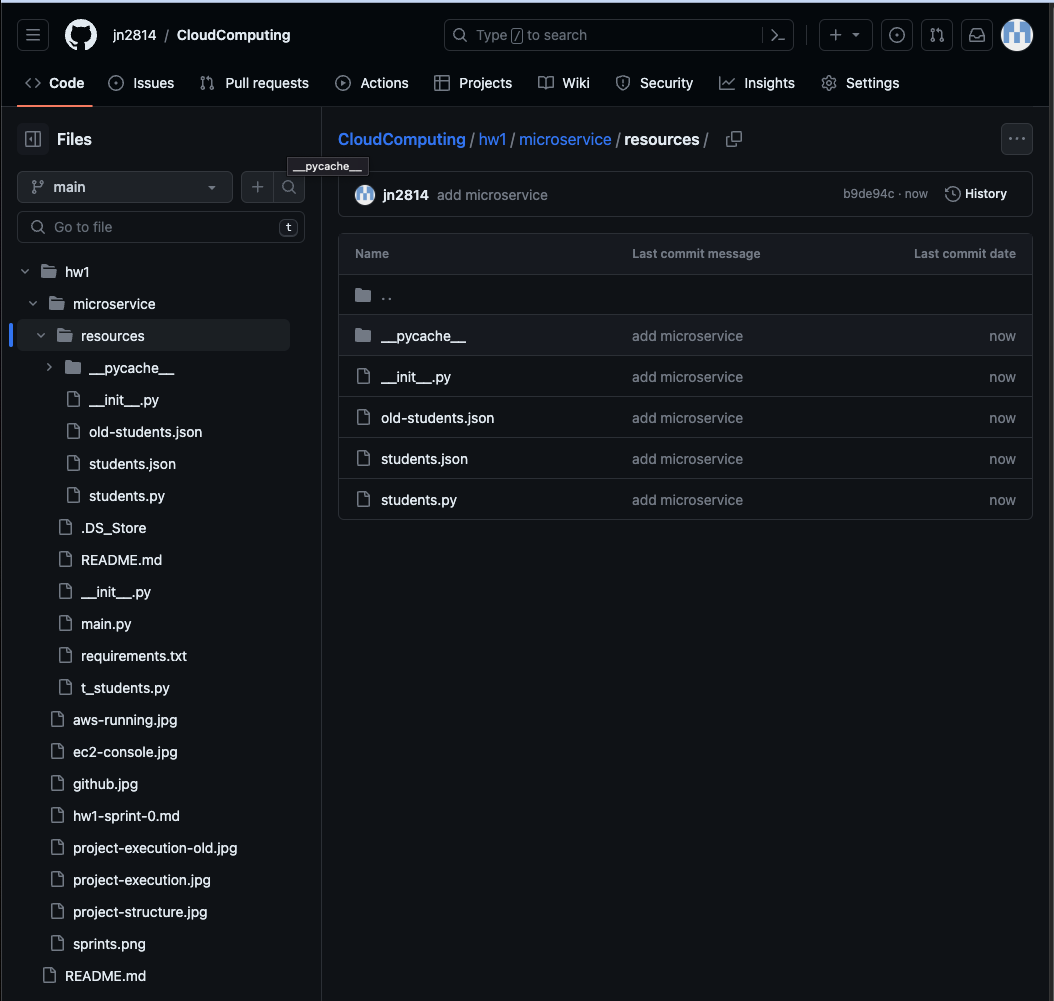 jn2814 / CloudComputing
Type / to search
Code
Issues
Pull requests
Actions
Projects
Wiki
Security
Insights
Settings
Files
CloudComputing / hw1 / microservice / resources /
__pycache__
main
jn2814 add microservice
b9de94c · now
History
Go to file
t
Name
Last commit message
Last commit date
..
__pycache__
add microservice
now
__init__.py
add microservice
now
old-students.json
add microservice
now
students.json
add microservice
now
students.py
add microservice
now
hw1
microservice
resources
__pycache__
__init__.py
old-students.json
students.json
students.py
.DS_Store
README.md
__init__.py
main.py
requirements.txt
t_students.py
aws-running.jpg
ec2-console.jpg
github.jpg
hw1-sprint-0.md
project-execution-old.jpg
project-execution.jpg
project-structure.jpg
sprints.png
README.md